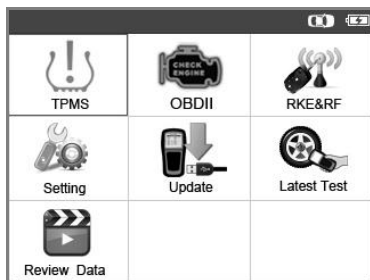 CHECK
ENGINE
TPMS
OBDII
RKE&RF
Setting
Update
Latest Test
Review Data